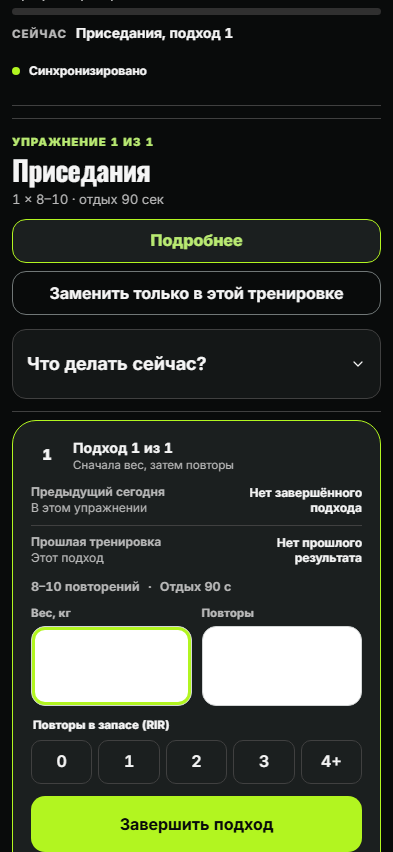 СЕЙЧАС Приседания, подход 1
Синхронизировано
УПРАЖНЕНИЕ 1 ИЗ 1
Приседания
1 × 8–10 · отдых 90 сек
Подробнее
Заменить только в этой тренировке
Что делать сейчас?
1 Подход 1 из 1
Сначала вес, затем повторы
Предыдущий сегодня
В этом упражнении
Нет завершённого
подхода
Прошлая тренировка
Этот подход
Нет прошлого
результата
8–10 повторений · Отдых 90 с
Вес, кг
Повторы
Повторы в запасе (RIR)
0 1 2 3 4+
Завершить подход